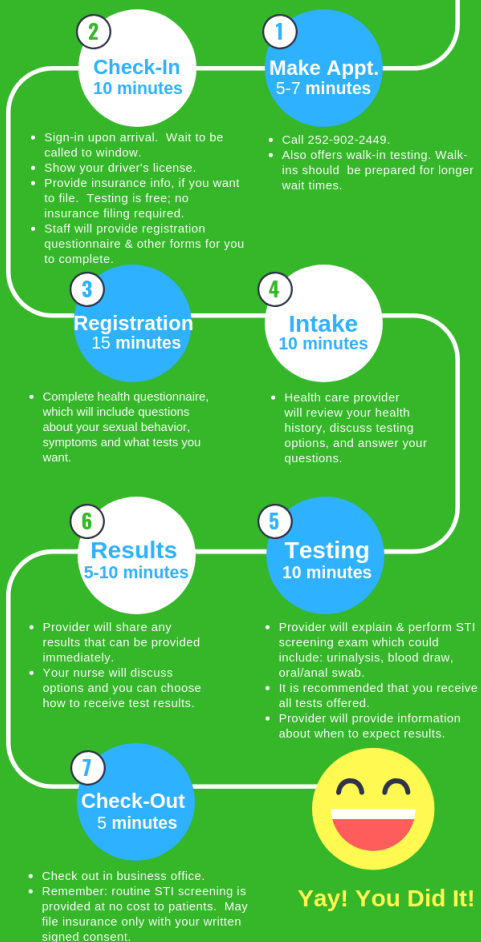 1
Make Appt.
5-7 minutes
Call 252-902-2449.
Also offers walk-in testing. Walk-
ins should  be prepared for longer
wait times.
2
Check-In
10 minutes
Sign-in upon arrival.  Wait to be
called to window.
Show your driver's license.
Provide insurance info, if you want
to file.  Testing is free; no
insurance filing required.
Staff will provide registration
questionnaire & other forms for you
to complete.
3
Registration
15 minutes
Complete health questionnaire,
which will include questions
about your sexual behavior,
symptoms and what tests you
want.
4
Intake
10 minutes
Health care provider
will review your health
history, discuss testing
options, and answer your
questions.
5
Testing
10 minutes
Provider will explain & perform STI
screening exam which could
include: urinalysis, blood draw,
oral/anal swab.
It is recommended that you receive
all tests offered.
Provider will provide information
about when to expect results.
6
Results
5-10 minutes
Provider will share any
results that can be provided
immediately.
Your nurse will discuss
options and you can choose
how to receive test results.
7
Check-Out
5 minutes
Check out in business office.
Remember: routine STI screening is
provided at no cost to patients.  May
file insurance only with your written
signed consent.
Yay! You Did It!